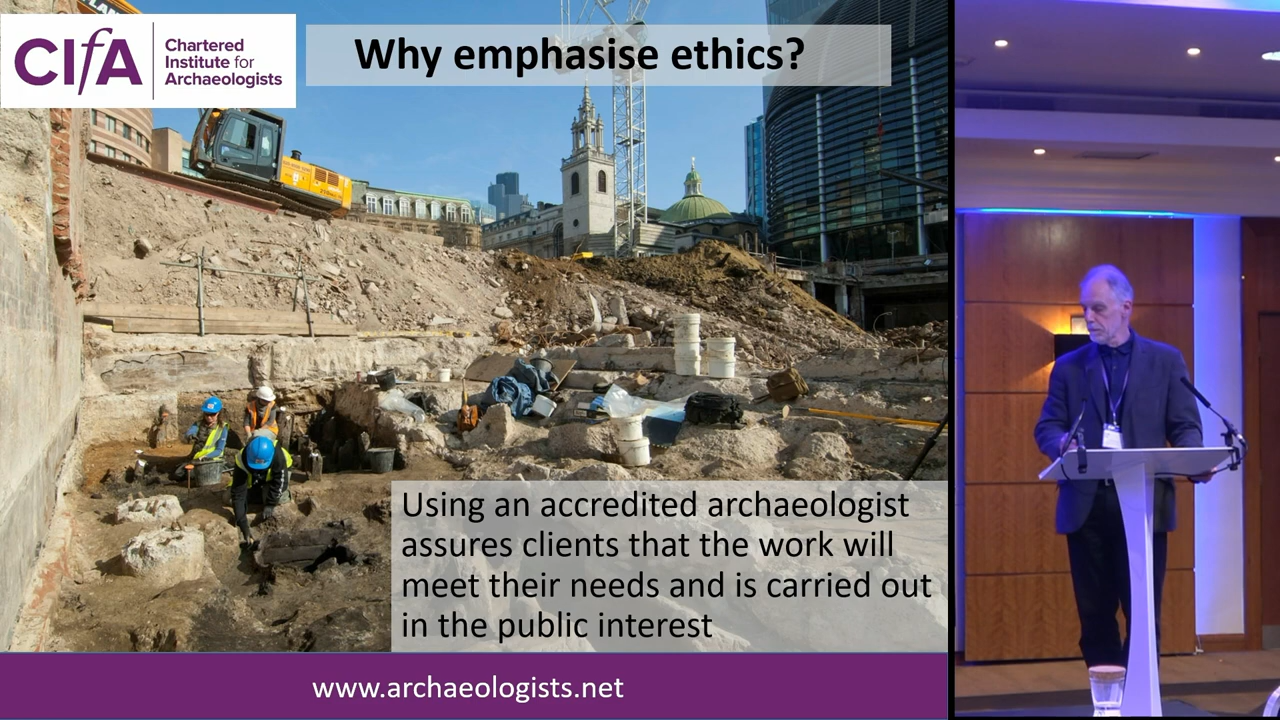 CIfA
Chartered
Institute for
Archaeologists
Why emphasise ethics?
Using an accredited archaeologist
assures clients that the work will
meet their needs and is carried out
in the public interest
www.archaeologists.net